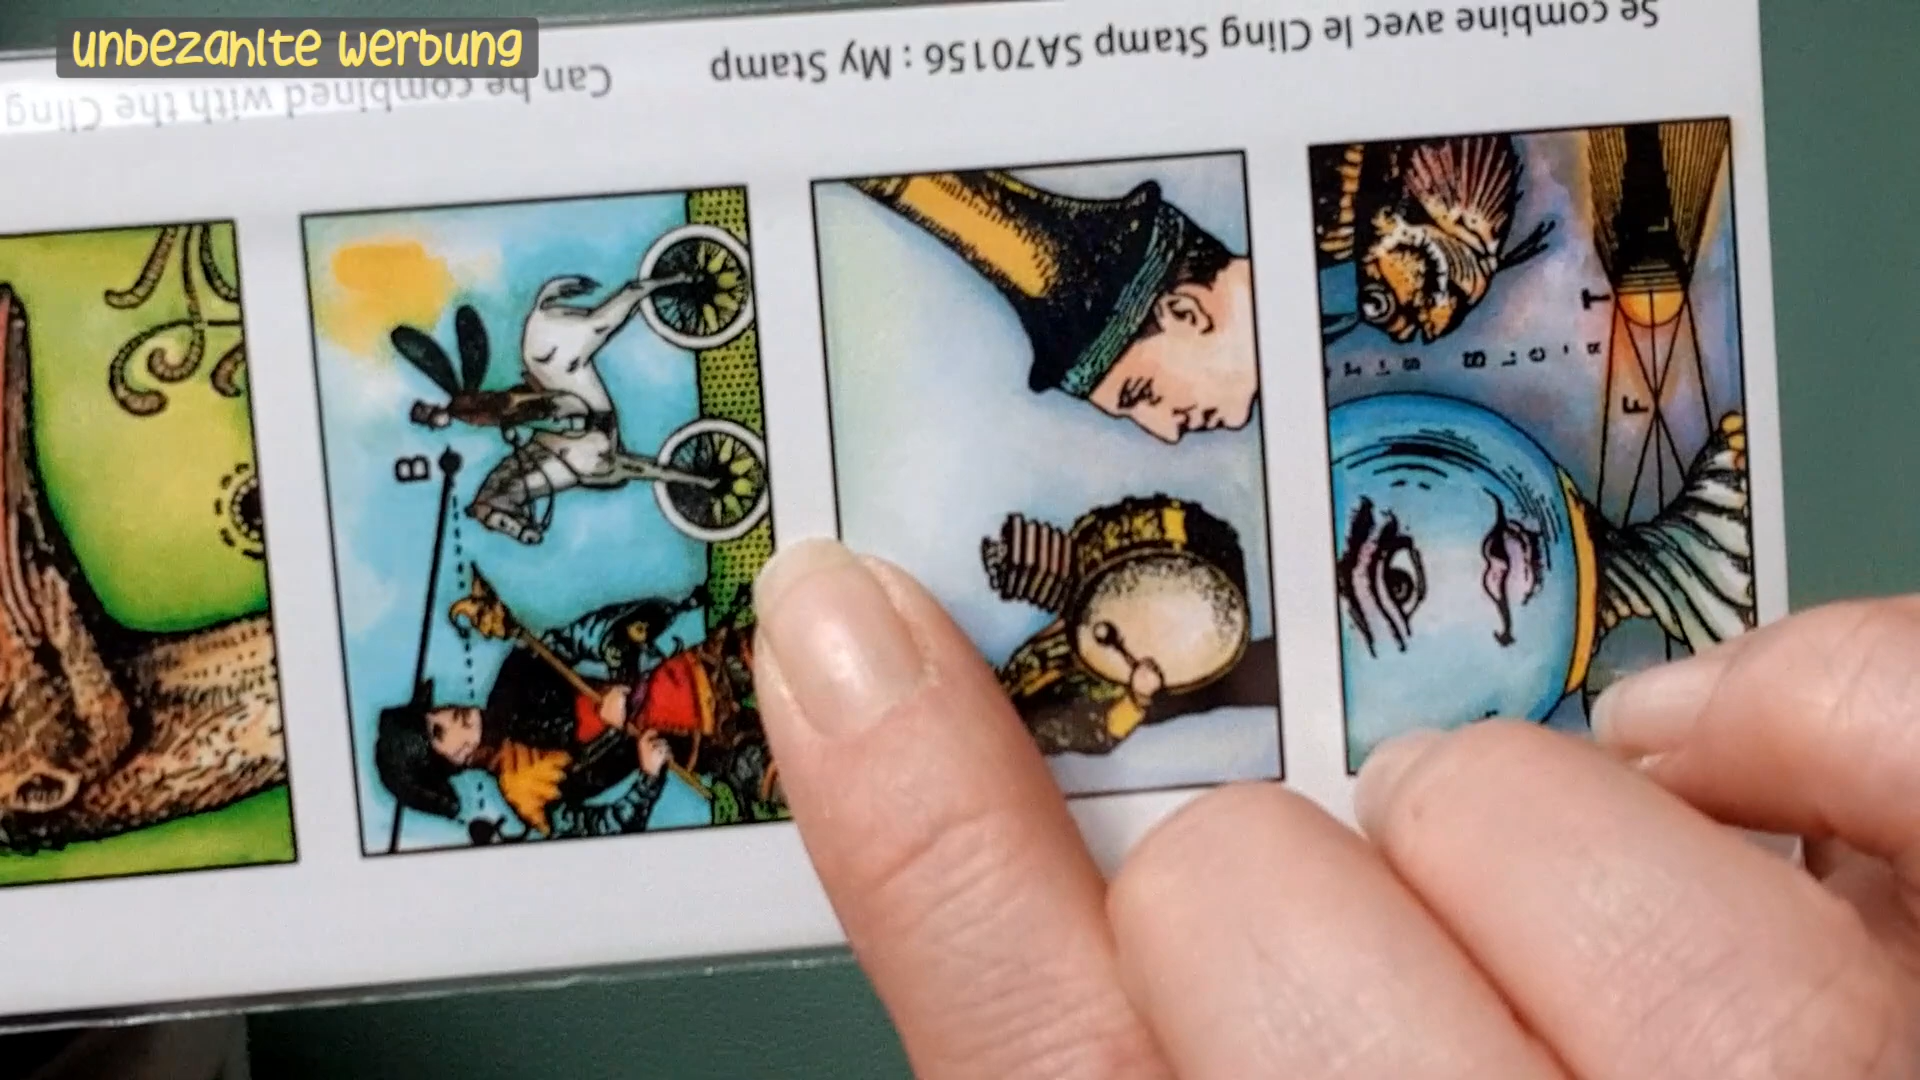 unbezahlte werbung
Se combine avec le Cling Stamp SA70156 : My Stamp
Can be combined with the Cling
B
T
F
L